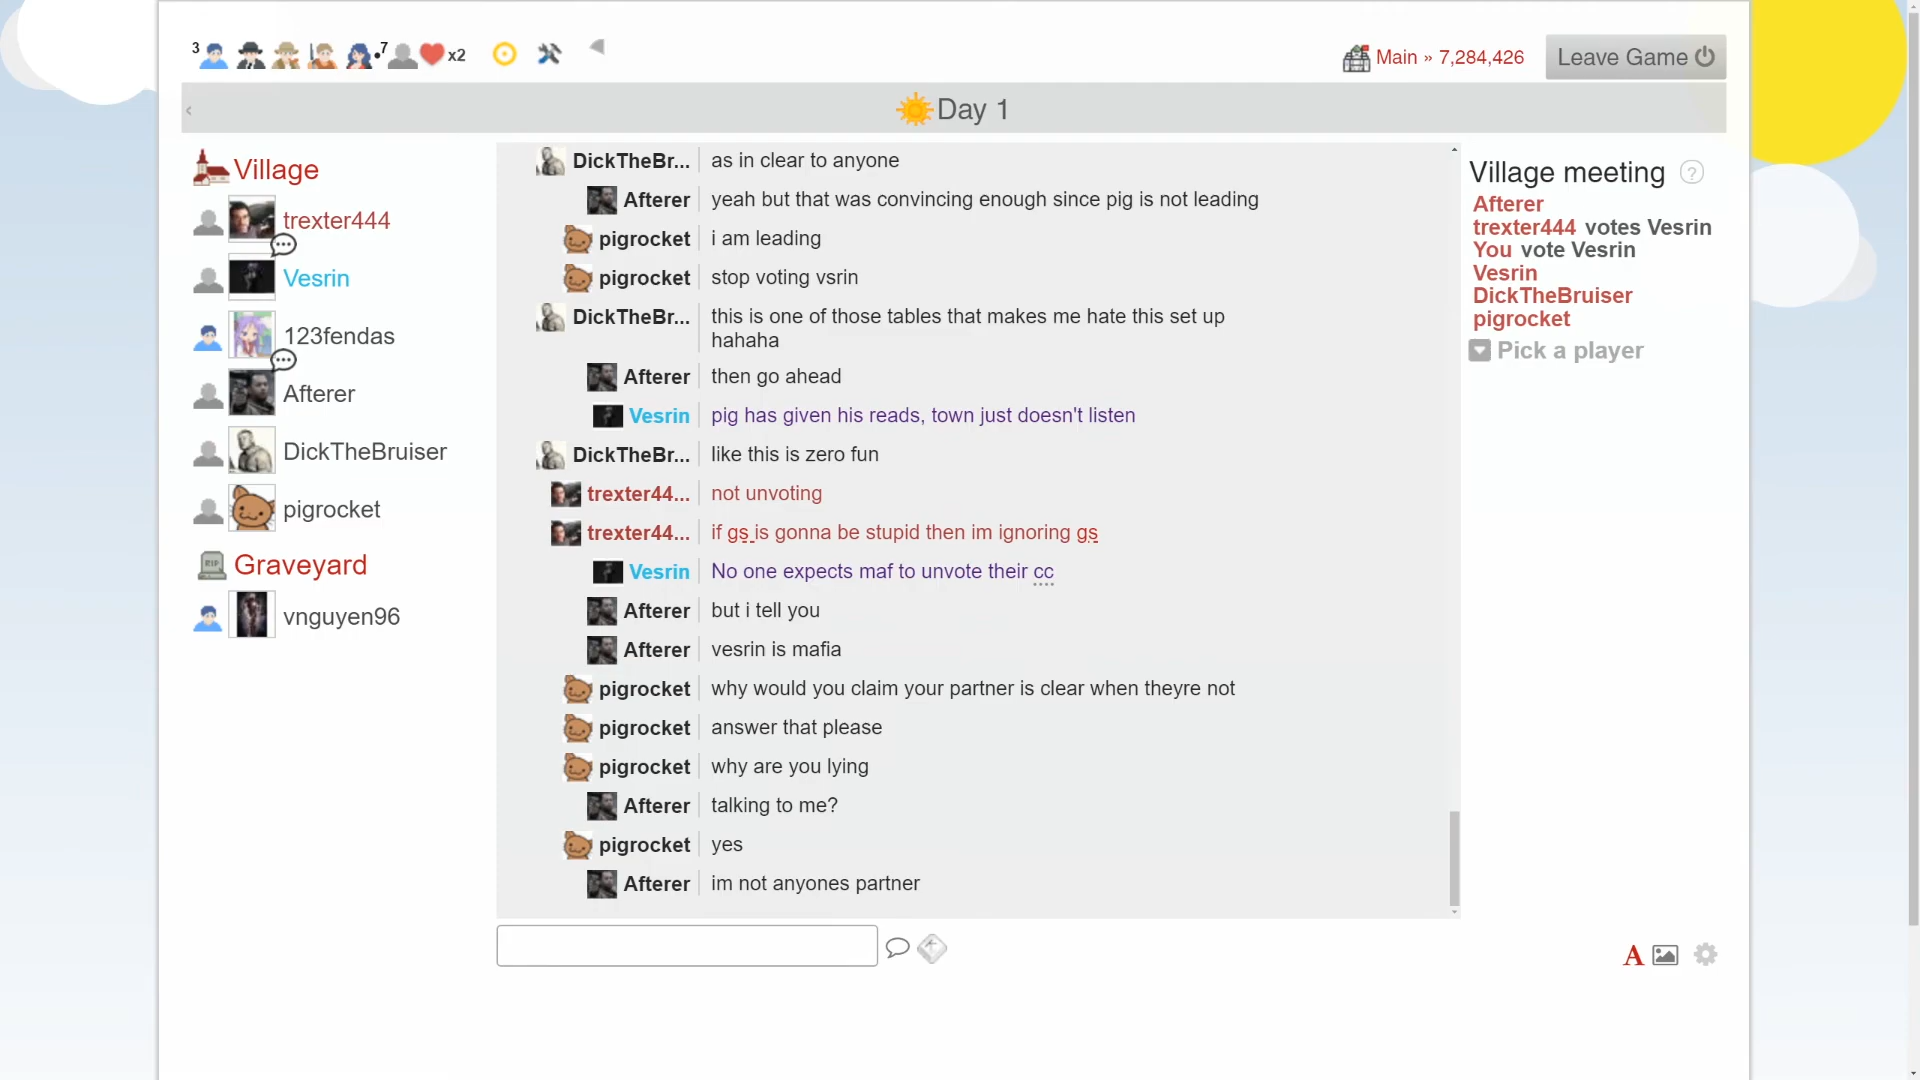 3
7
x2
Main » 7,284,426
Leave Game
Day 1
Village
trexter444
Vesrin
123fendas
Afterer
DickTheBruiser
pigrocket
Graveyard
RIP
vnguyen96
DickTheBr... as in clear to anyone
Afterer yeah but that was convincing enough since pig is not leading
pigrocket i am leading
pigrocket stop voting vsrin
DickTheBr... this is one of those tables that makes me hate this set up
hahaha
Afterer then go ahead
Vesrin pig has given his reads, town just doesn't listen
DickTheBr... like this is zero fun
trexter44... not unvoting
trexter44... if gs is gonna be stupid then im ignoring gs
Vesrin No one expects maf to unvote their cc
Afterer but i tell you
Afterer vesrin is mafia
pigrocket why would you claim your partner is clear when theyre not
pigrocket answer that please
pigrocket why are you lying
Afterer talking to me?
pigrocket yes
Afterer im not anyones partner
Village meeting ?
Afterer
trexter444 votes Vesrin
You vote Vesrin
Vesrin
DickTheBruiser
pigrocket
Pick a player
A